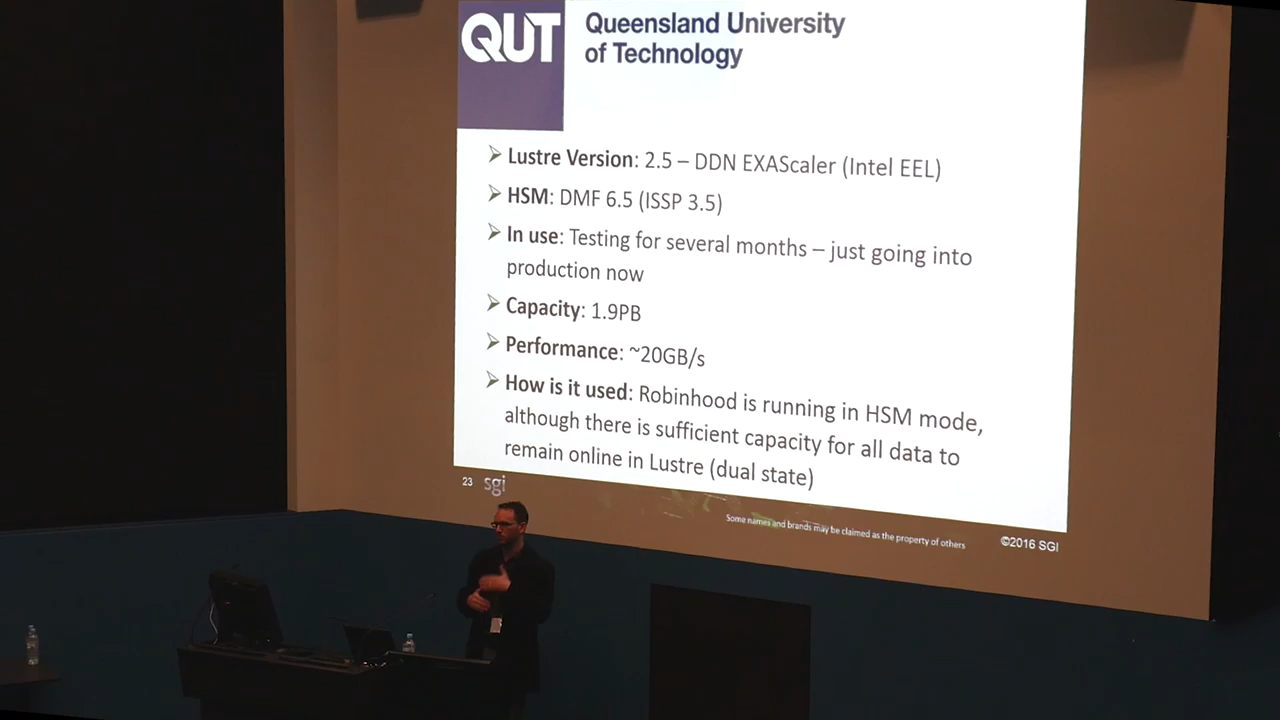 QUT
Queensland University
of Technology
➢ Lustre Version: 2.5 – DDN EXAScaler (Intel EEL)
➢ HSM: DMF 6.5 (ISSP 3.5)
➢ In use: Testing for several months – just going into
production now
➢ Capacity: 1.9PB
➢ Performance: ~20GB/s
➢ How is it used: Robinhood is running in HSM mode,
although there is sufficient capacity for all data to
remain online in Lustre (dual state)
23 sgi
Some names and brands may be claimed as the property of others
©2016 SGI